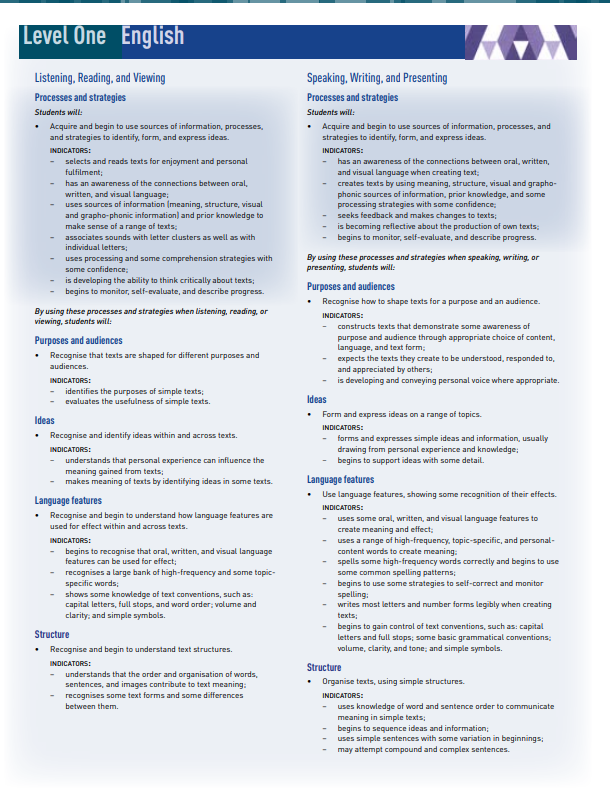 Level One English
Listening, Reading, and Viewing
Processes and strategies
Students will:
• Acquire and begin to use sources of information, processes,
and strategies to identify, form, and express ideas.
INDICATORS:
– selects and reads texts for enjoyment and personal
fulfilment;
– has an awareness of the connections between oral,
written, and visual language;
– uses sources of information (meaning, structure, visual
and grapho-phonic information) and prior knowledge to
make sense of a range of texts;
– associates sounds with letter clusters as well as with
individual letters;
– uses processing and some comprehension strategies with
some confidence;
– is developing the ability to think critically about texts;
– begins to monitor, self-evaluate, and describe progress.
By using these processes and strategies when listening, reading, or
viewing, students will:
Purposes and audiences
• Recognise that texts are shaped for different purposes and
audiences.
INDICATORS:
– identifies the purposes of simple texts;
– evaluates the usefulness of simple texts.
Ideas
• Recognise and identify ideas within and across texts.
INDICATORS:
– understands that personal experience can influence the
meaning gained from texts;
– makes meaning of texts by identifying ideas in some texts.
Language features
• Recognise and begin to understand how language features are
used for effect within and across texts.
INDICATORS:
– begins to recognise that oral, written, and visual language
features can be used for effect;
– recognises a large bank of high-frequency and some topic-
specific words;
– shows some knowledge of text conventions, such as:
capital letters, full stops, and word order; volume and
clarity; and simple symbols.
Structure
• Recognise and begin to understand text structures.
INDICATORS:
– understands that the order and organisation of words,
sentences, and images contribute to text meaning;
– recognises some text forms and some differences
between them.
Speaking, Writing, and Presenting
Processes and strategies
Students will:
• Acquire and begin to use sources of information, processes, and
strategies to identify, form, and express ideas.
INDICATORS:
– has an awareness of the connections between oral, written,
and visual language when creating text;
– creates texts by using meaning, structure, visual and grapho-
phonic sources of information, prior knowledge, and some
processing strategies with some confidence;
– seeks feedback and makes changes to texts;
– is becoming reflective about the production of own texts;
– begins to monitor, self-evaluate, and describe progress.
By using these processes and strategies when speaking, writing, or
presenting, students will:
Purposes and audiences
• Recognise how to shape texts for a purpose and an audience.
INDICATORS:
– constructs texts that demonstrate some awareness of
purpose and audience through appropriate choice of content,
language, and text form;
– expects the texts they create to be understood, responded to,
and appreciated by others;
– is developing and conveying personal voice where appropriate.
Ideas
• Form and express ideas on a range of topics.
INDICATORS:
– forms and expresses simple ideas and information, usually
drawing from personal experience and knowledge;
– begins to support ideas with some detail.
Language features
• Use language features, showing some recognition of their effects.
INDICATORS:
– uses some oral, written, and visual language features to
create meaning and effect;
– uses a range of high-frequency, topic-specific, and personal-
content words to create meaning;
– spells some high-frequency words correctly and begins to use
some common spelling patterns;
– begins to use some strategies to self-correct and monitor
spelling;
– writes most letters and number forms legibly when creating
texts;
– begins to gain control of text conventions, such as: capital
letters and full stops; some basic grammatical conventions;
volume, clarity, and tone; and simple symbols.
Structure
• Organise texts, using simple structures.
INDICATORS:
– uses knowledge of word and sentence order to communicate
meaning in simple texts;
– begins to sequence ideas and information;
– uses simple sentences with some variation in beginnings;
– may attempt compound and complex sentences.